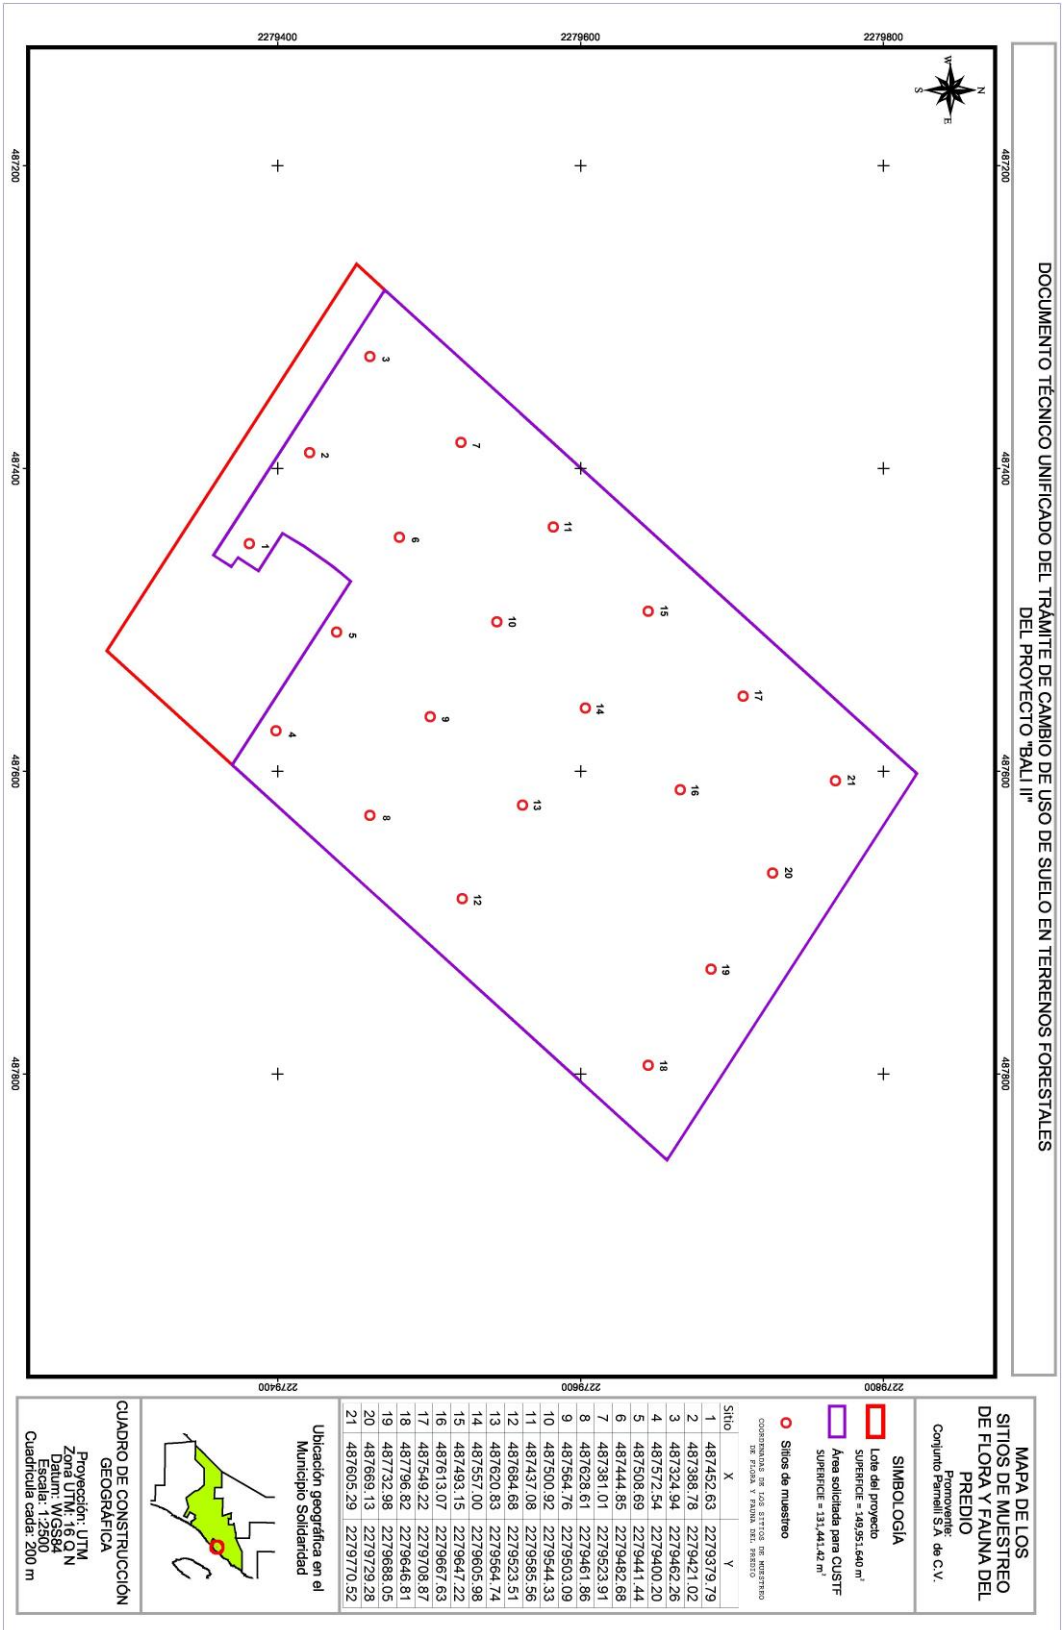 DOCUMENTO TÉCNICO UNIFICADO DEL TRÁMITE DE CAMBIO DE USO DE SUELO EN TERRENOS FORESTALES
DEL PROYECTO "BALI II"
487200
487400
487600
487800
2279800
2279600
2279400
2279800
2279600
2279400
487200
487400
487600
487800
N
W
E
S
21
17
20
15
16
19
11
14
18
7
10
13
3
6
9
12
2
5
8
1
4
MAPA DE LOS
SITIOS DE MUESTREO
DE FLORA Y FAUNA DEL
PREDIO
Promovente:
Conjunto Parnelli S.A. de C.V.
SIMBOLOGÍA
Lote del proyecto
SUPERFICIE = 149,951.640 m²
Área solicitada para CUSTF
SUPERFICIE = 131,441.42 m²
Sitios de muestreo
COORDENADAS DE LOS SITIOS DE MUESTREO
DE FLORA Y FAUNA DEL PREDIO
Sitio X Y
1 487452.63 2279379.79
2 487388.78 2279421.02
3 487324.94 2279462.26
4 487572.54 2279400.20
5 487508.69 2279441.44
6 487444.85 2279482.68
7 487381.01 2279523.91
8 487628.61 2279461.86
9 487564.76 2279503.09
10 487500.92 2279544.33
11 487437.08 2279585.56
12 487684.68 2279523.51
13 487620.83 2279564.74
14 487557.00 2279605.98
15 487493.15 2279647.22
16 487613.07 2279667.63
17 487549.22 2279708.87
18 487796.82 2279646.81
19 487732.98 2279688.05
20 487669.13 2279729.28
21 487605.29 2279770.52
Ubicación geográfica en el
Municipio Solidaridad
CUADRO DE CONSTRUCCIÓN
GEOGRÁFICA
Proyección: UTM
Zona UTM: 16 Q N
Datum: WGS84
Escala: 1:2500
Cuadrícula cada: 200 m